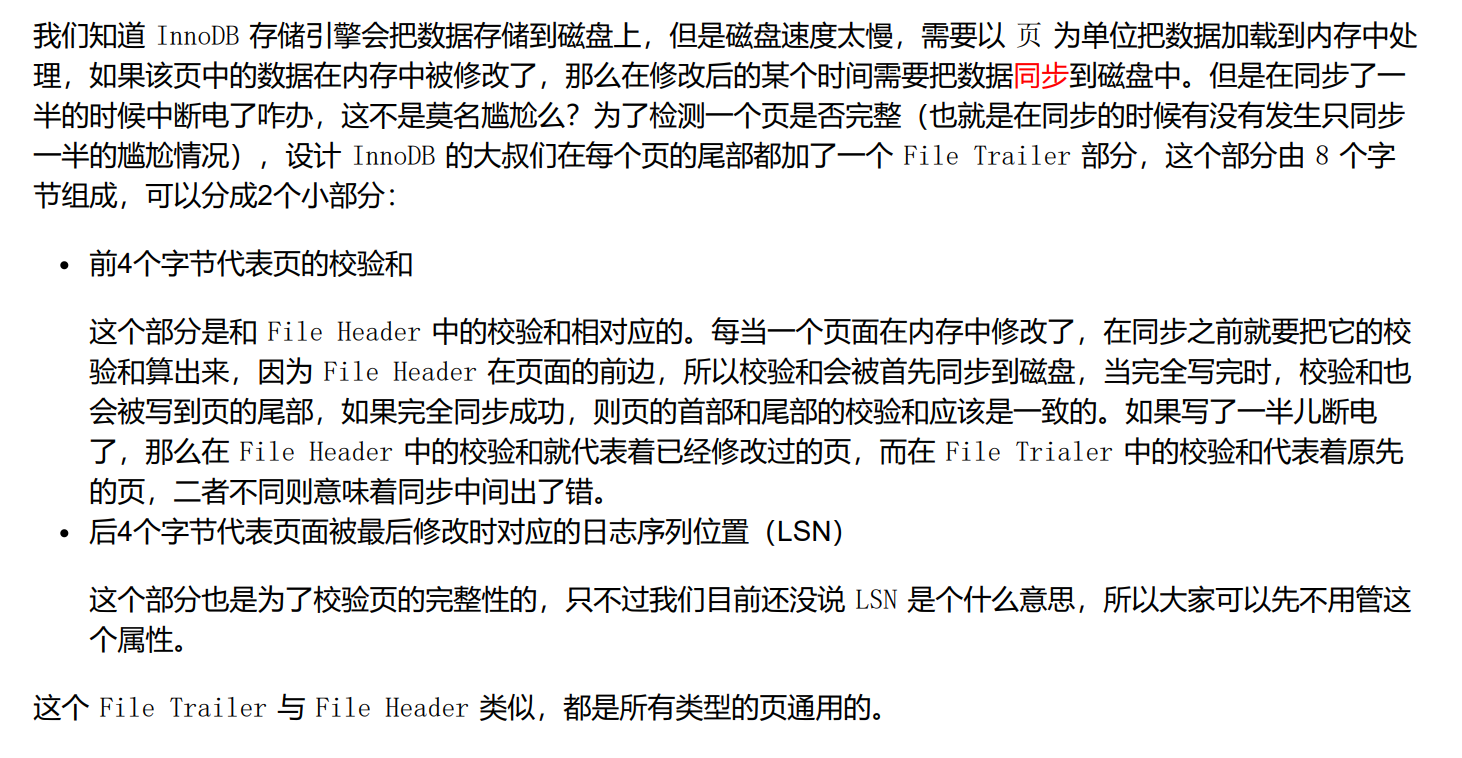 我们知道 InnoDB 存储引擎会把数据存储到磁盘上，但是磁盘速度太慢，需要以 页 为单位把数据加载到内存中处
理，如果该页中的数据在内存中被修改了，那么在修改后的某个时间需要把数据同步到磁盘中。但是在同步了一
半的时候中断电了咋办，这不是莫名尴尬么？为了检测一个页是否完整（也就是在同步的时候有没有发生只同步
一半的尴尬情况），设计 InnoDB 的大叔们在每个页的尾部都加了一个 File Trailer 部分，这个部分由 8 个字
节组成，可以分成2个小部分：
• 前4个字节代表页的校验和
这个部分是和 File Header 中的校验和相对应的。每当一个页面在内存中修改了，在同步之前就要把它的校
验和算出来，因为 File Header 在页面的前边，所以校验和会被首先同步到磁盘，当完全写完时，校验和也
会被写到页的尾部，如果完全同步成功，则页的首部和尾部的校验和应该是一致的。如果写了一半儿断电
了，那么在 File Header 中的校验和就代表着已经修改过的页，而在 File Trialer 中的校验和代表着原先
的页，二者不同则意味着同步中间出了错。
• 后4个字节代表页面被最后修改时对应的日志序列位置（LSN）
这个部分也是为了校验页的完整性的，只不过我们目前还没说 LSN 是个什么意思，所以大家可以先不用管这
个属性。
这个 File Trailer 与 File Header 类似，都是所有类型的页通用的。